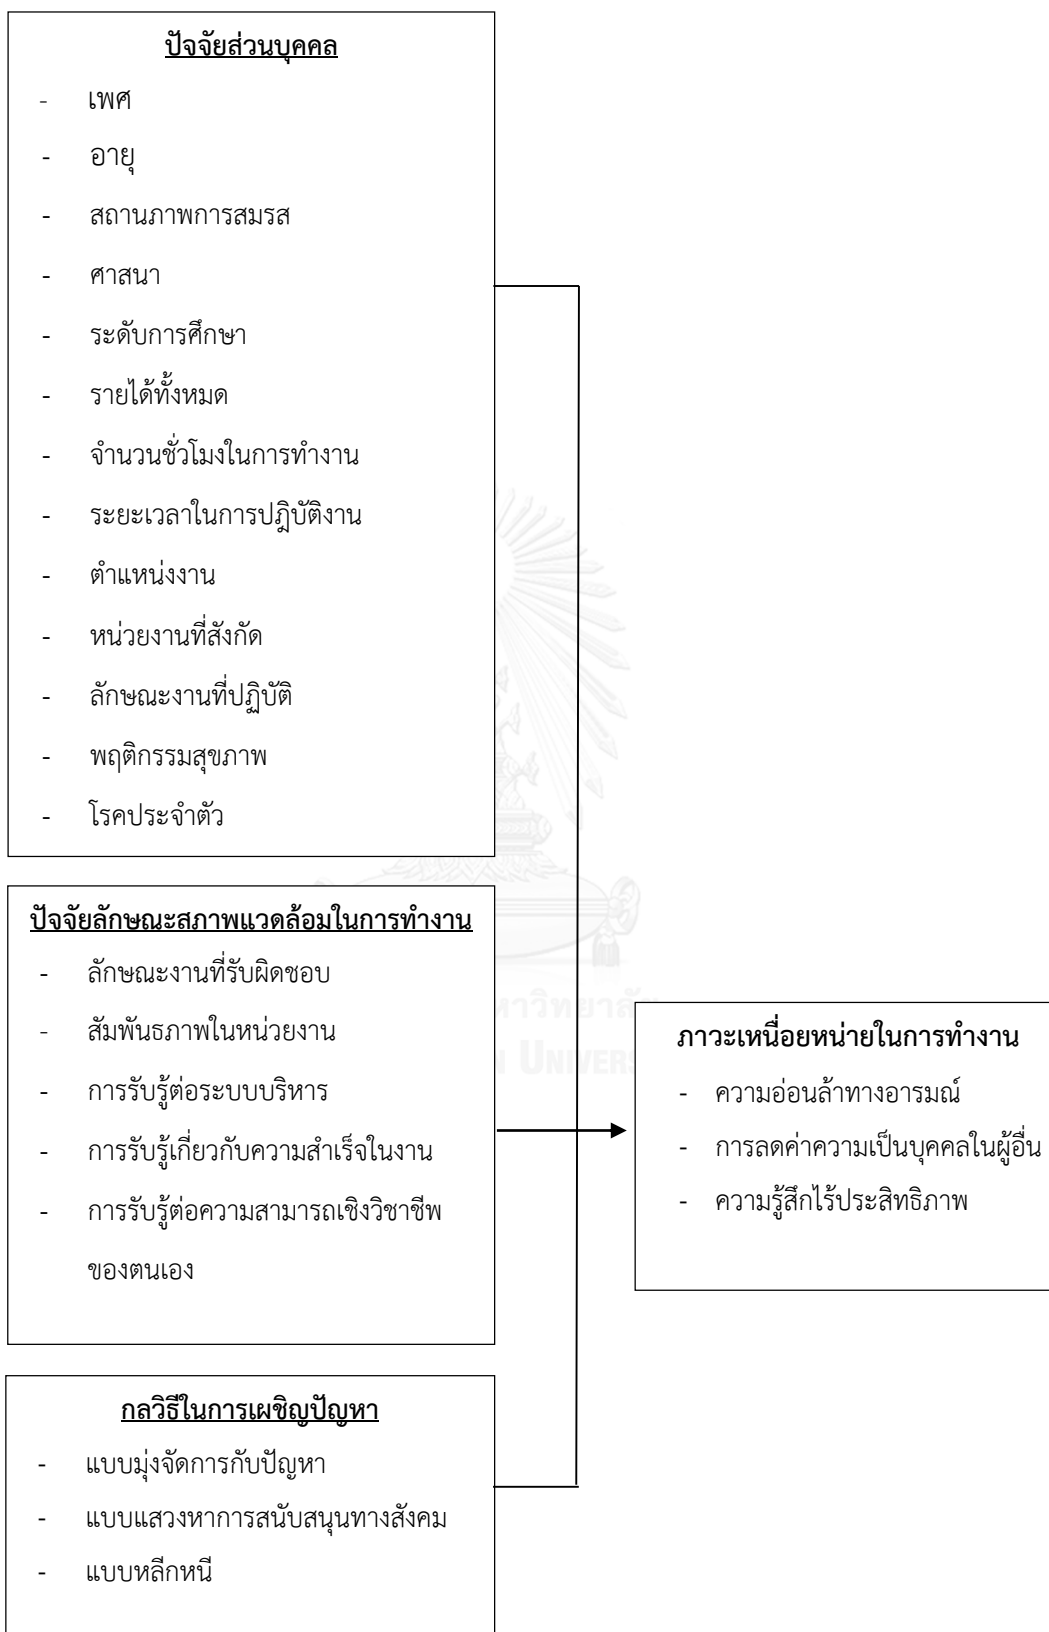 ปัจจัยส่วนบุคคล
- เพศ
- อายุ
- สถานภาพการสมรส
- ศาสนา
- ระดับการศึกษา
- รายได้ทั้งหมด
- จำนวนชั่วโมงในการทำงาน
- ระยะเวลาในการปฎิบัติงาน
- ตำแหน่งงาน
- หน่วยงานที่สังกัด
- ลักษณะงานที่ปฏิบัติ
- พฤติกรรมสุขภาพ
- โรคประจำตัว
ปัจจัยลักษณะสภาพแวดล้อมในการทำงาน
- ลักษณะงานที่รับผิดชอบ
- สัมพันธภาพในหน่วยงาน
- การรับรู้ต่อระบบบริหาร
- การรับรู้เกี่ยวกับความสำเร็จในงาน
- การรับรู้ต่อความสามารถเชิงวิชาชีพ
ของตนเอง
กลวิธีในการเผชิญปัญหา
- แบบมุ่งจัดการกับปัญหา
- แบบแสวงหาการสนับสนุนทางสังคม
- แบบหลีกหนี
ภาวะเหนื่อยหน่ายในการทำงาน
- ความอ่อนล้าทางอารมณ์
- การลดค่าความเป็นบุคคลในผู้อื่น
- ความรู้สึกไร้ประสิทธิภาพ